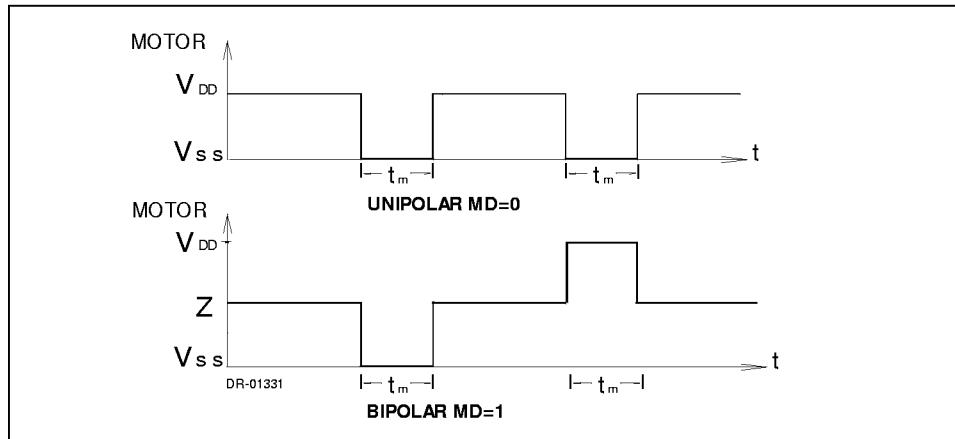 MOTOR
VDD
Vss
t
tm
tm
UNIPOLAR MD=0
MOTOR
VDD
Z
Vss
t
DR-01331
tm
tm
BIPOLAR MD=1